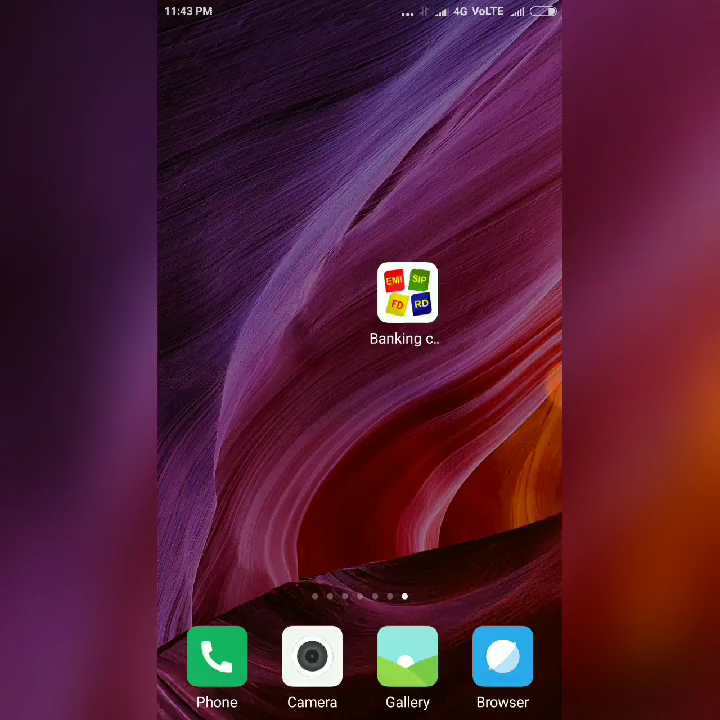 11:43 PM
4G VoLTE
EMI SIP
FD RD
Banking c..
Phone Camera Gallery Browser